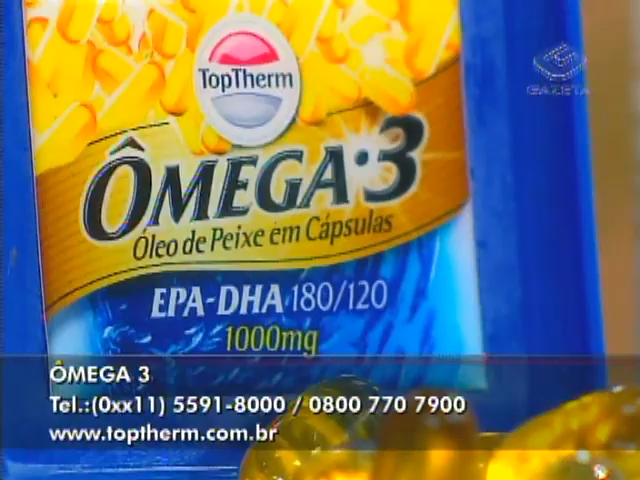 GAZETA
TopTherm
ÔMEGA·3
Óleo de Peixe em Cápsulas
EPA-DHA 180/120
1000mg
ÔMEGA 3
Tel.:(0xx11) 5591-8000 / 0800 770 7900
www.toptherm.com.br